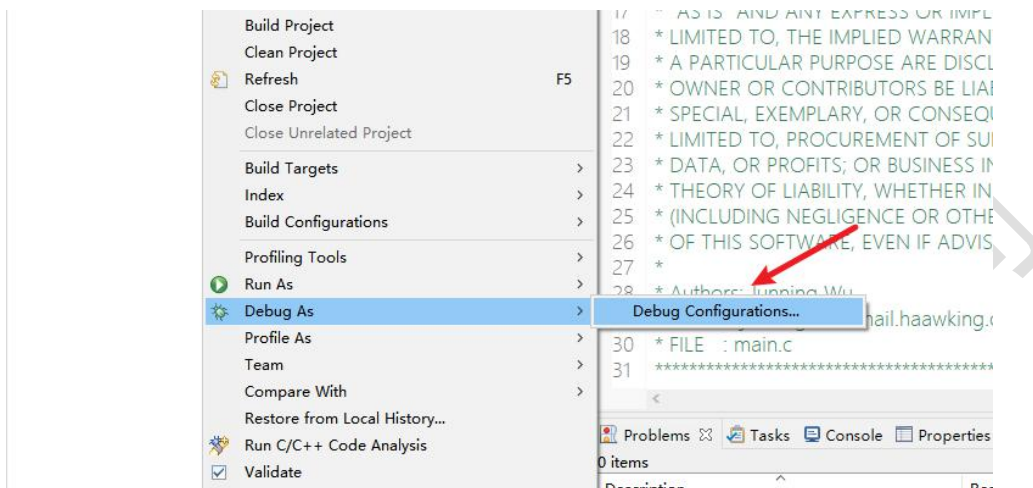 Build Project
Clean Project
Refresh F5
Close Project
Close Unrelated Project
Build Targets >
Index >
Build Configurations >
Profiling Tools >
Run As >
Debug As >
Profile As >
Team >
Compare With >
Restore from Local History...
Run C/C++ Code Analysis
Validate
Debug Configurations...
17 * "AS IS" AND ANY EXPRESS OR IMPL
18 * LIMITED TO, THE IMPLIED WARRAN
19 * A PARTICULAR PURPOSE ARE DISCL
20 * OWNER OR CONTRIBUTORS BE LIAB
21 * SPECIAL, EXEMPLARY, OR CONSEQU
22 * LIMITED TO, PROCUREMENT OF SU
23 * DATA, OR PROFITS; OR BUSINESS IN
24 * THEORY OF LIABILITY, WHETHER IN
25 * (INCLUDING NEGLIGENCE OR OTHE
26 * OF THIS SOFTWARE, EVEN IF ADVIS
27 *
28 * Authors: Junning Wu
mail.haawking.
30 * FILE : main.c
31 ****************************************
Problems Tasks Console Properties
0 items
Description